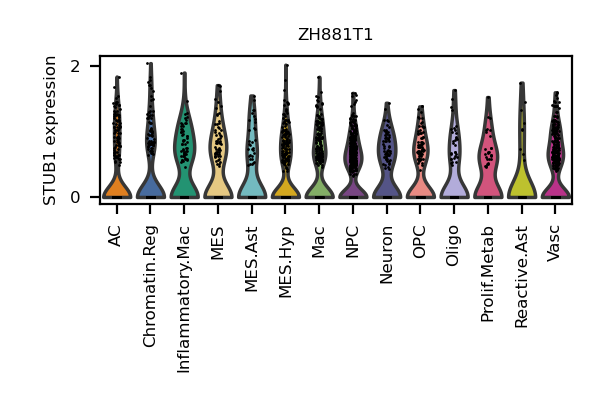 ZH881T1
STUB1 expression
2
0
AC
Chromatin.Reg
Inflammatory.Mac
MES
MES.Ast
MES.Hyp
Mac
NPC
Neuron
OPC
Oligo
Prolif.Metab
Reactive.Ast
Vasc